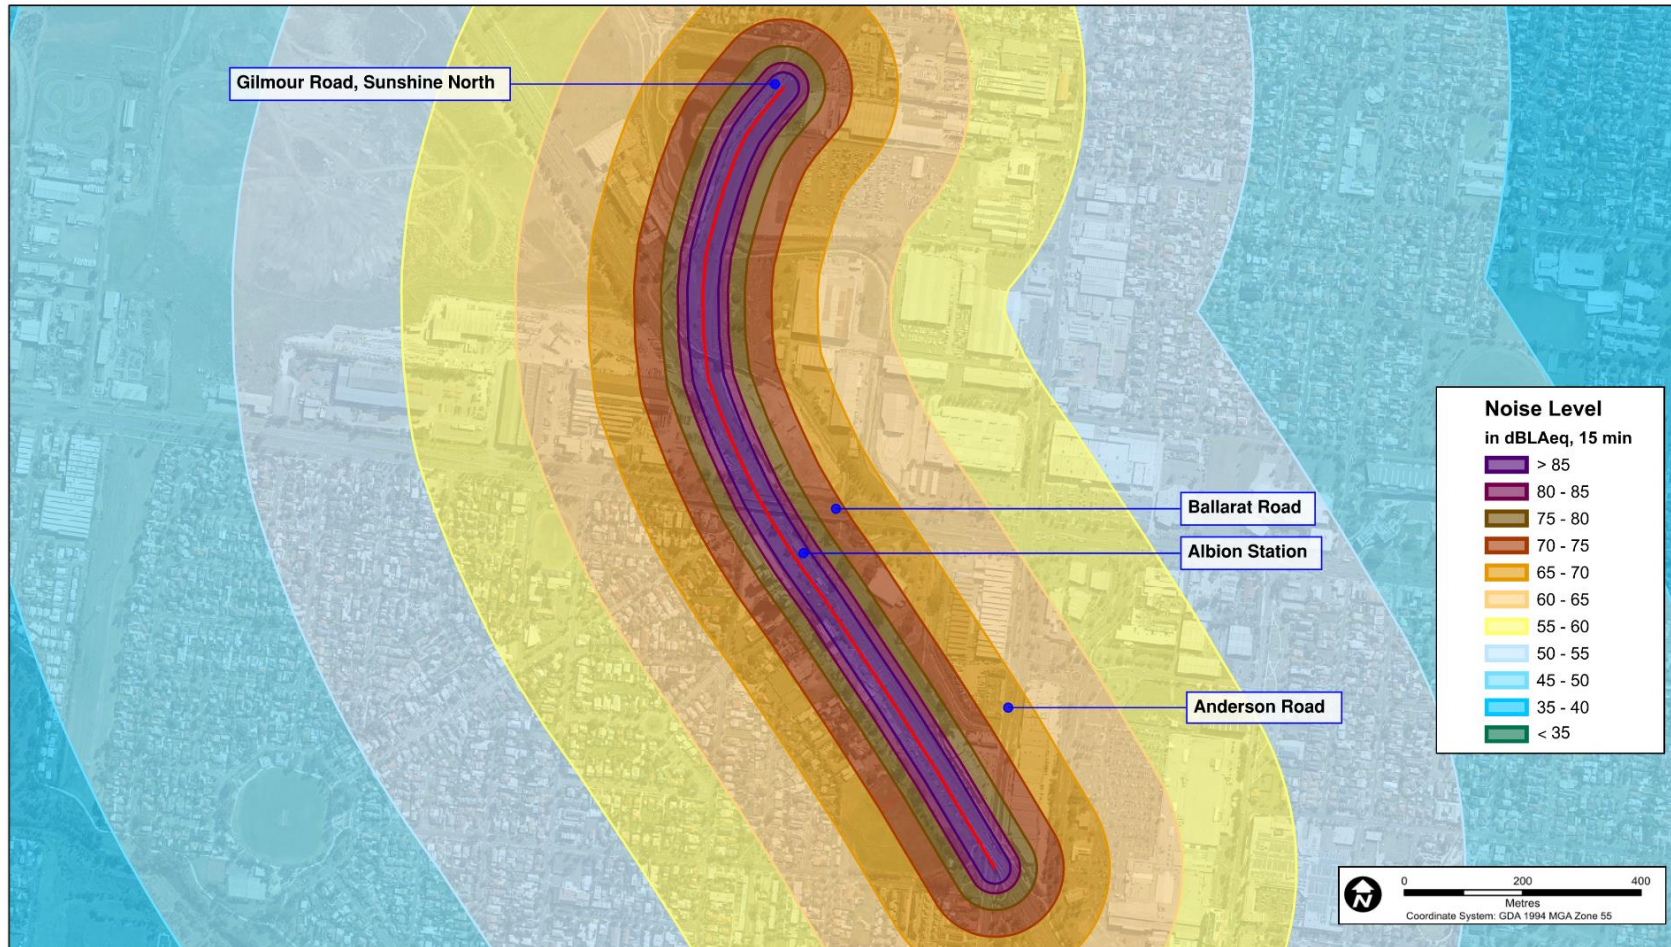 Gilmour Road, Sunshine North
Ballarat Road
Albion Station
Anderson Road
Noise Level
in dBLAeq, 15 min
> 85
80 - 85
75 - 80
70 - 75
65 - 70
60 - 65
55 - 60
50 - 55
45 - 50
35 - 40
< 35
N
0 200 400
Metres
Coordinate System: GDA 1994 MGA Zone 55